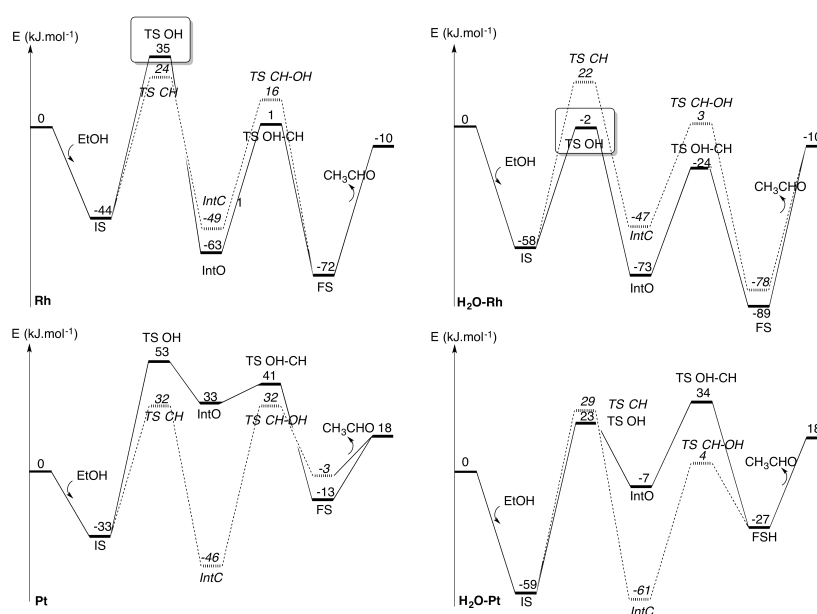 E (kJ.mol-1)
TS OH
35
24
TS CH
TS CH-OH
16
1
TS OH-CH
0
EtOH
-10
CH3CHO
-44
IS
IntC
-49
1
-63
IntO
-72
FS
Rh
E (kJ.mol-1)
TS CH
22
-2
TS OH
TS CH-OH
3
TS OH-CH
-24
0
EtOH
-10
CH3CHO
-58
IS
-47
IntC
-73
IntO
-78
-89
FS
H2O-Rh
E (kJ.mol-1)
TS OH
53
TS OH-CH
41
32
TS CH
33
IntO
32
TS CH-OH
0
EtOH
CH3CHO 18
-3
-13
FS
-33
IS
-46
IntC
Pt
E (kJ.mol-1)
29 TS CH
23 TS OH
TS OH-CH
34
TS CH-OH
4
0
EtOH
18
CH3CHO
-7
IntO
-27
FSH
-59
IS
-61
IntC
H2O-Pt